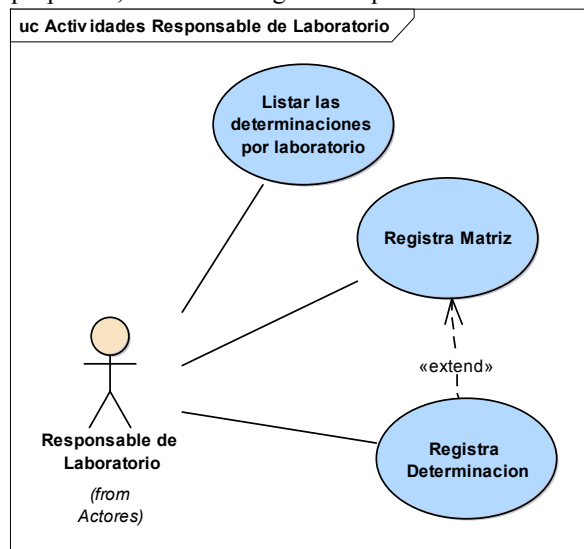 uc Actividades Responsable de Laboratorio
Listar las
determinaciones
por laboratorio
Registra Matriz
«extend»
Registra
Determinacion
Responsable de
Laboratorio
(from
Actores)